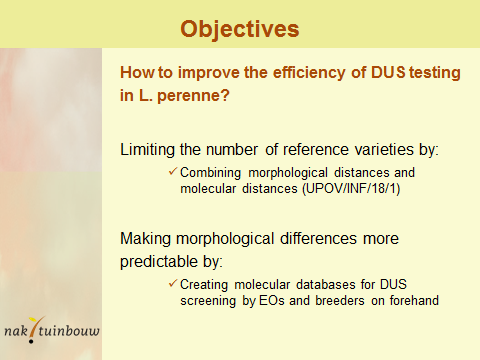 Objectives
How to improve the efficiency of DUS testing
in L. perenne?
Limiting the number of reference varieties by:
✓Combining morphological distances and
molecular distances (UPOV/INF/18/1)
Making morphological differences more
predictable by:
✓Creating molecular databases for DUS
screening by EOs and breeders on forehand
nak tuinbouw